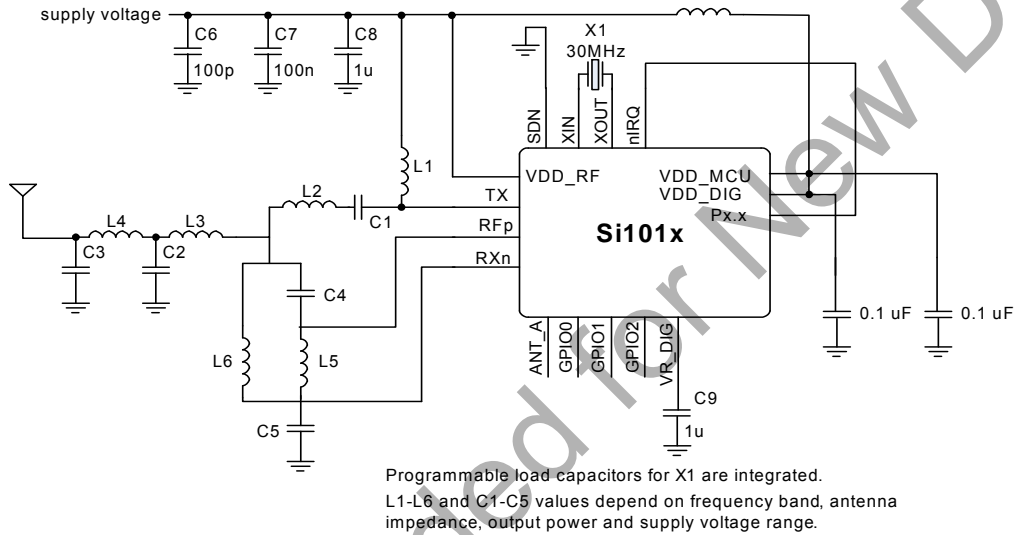 supply voltage
C6
100p
C7
100n
C8
1u
X1
30MHz
SDN
XIN
XOUT
nIRQ
L1
VDD_RF
VDD_MCU
VDD_DIG
Px.x
TX
RFp
RXn
Si101x
L2
C1
L4
L3
C3
C2
C4
L6
L5
C5
0.1 uF
0.1 uF
ANT_A
GPIO0
GPIO1
GPIO2
VR_DIG
C9
1u
Programmable load capacitors for X1 are integrated.
L1-L6 and C1-C5 values depend on frequency band, antenna
impedance, output power and supply voltage range.
ded for New D